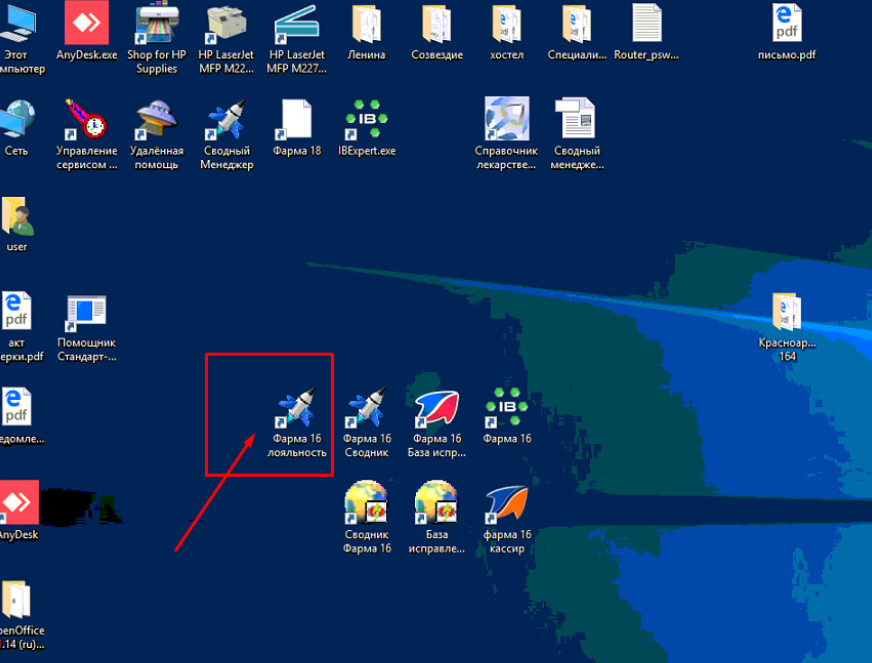 Этот AnyDesk.exe Shop for HP HP LaserJet HP LaserJet Ленина Созвездие хостел Специали... Router_psw... письмо.pdf
мпьютер Supplies MFP M22... MFP M227...
Сеть Управление Удалённая Сводный Фарма 18 IBExpert.exe Справочник Сводный
сервисом ... помощь Менеджер лекарстве... менедже...
user
акт Помощник Красноар...
ерки.pdf Стандарт-... 164
едомле... Фарма 16 Фарма 16 Фарма 16 Фарма 16
лояльность Сводник База испр...
AnyDesk Сводник База фарма 16
Фарма 16 исправле... кассир
penOffice
.14 (ru)...